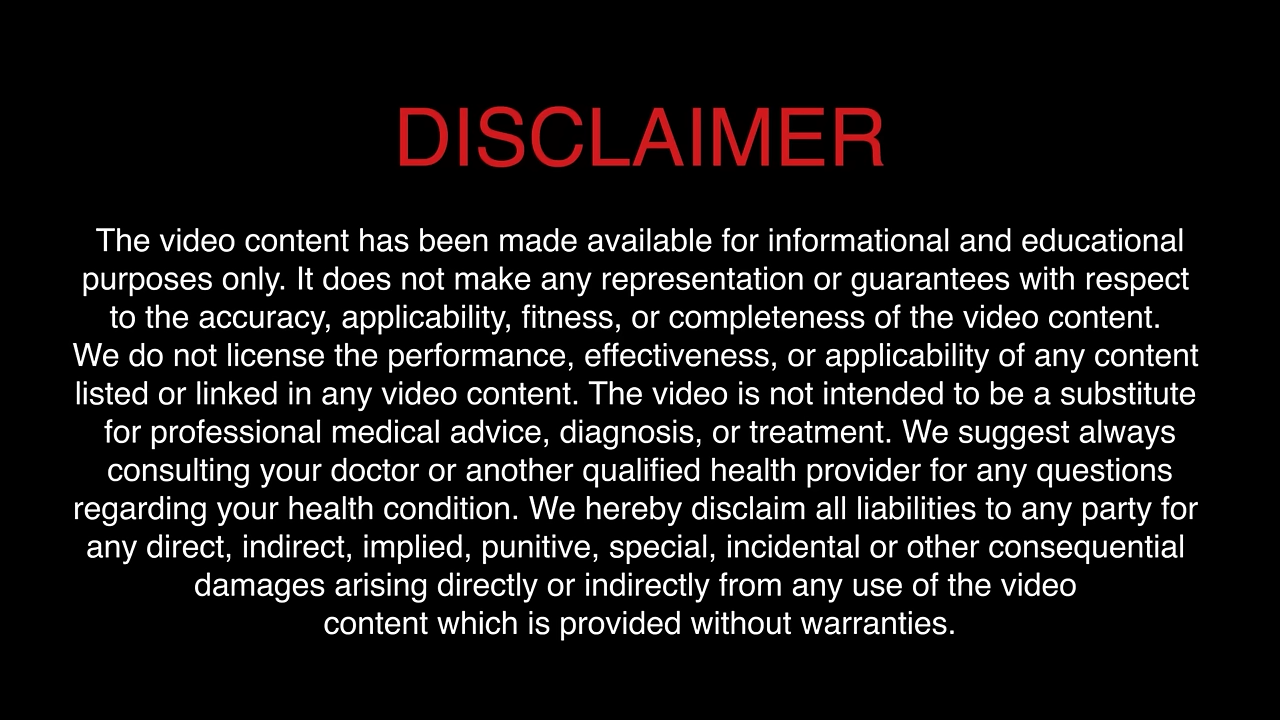 DISCLAIMER
The video content has been made available for informational and educational
purposes only. It does not make any representation or guarantees with respect
to the accuracy, applicability, fitness, or completeness of the video content.
We do not license the performance, effectiveness, or applicability of any content
listed or linked in any video content. The video is not intended to be a substitute
for professional medical advice, diagnosis, or treatment. We suggest always
consulting your doctor or another qualified health provider for any questions
regarding your health condition. We hereby disclaim all liabilities to any party for
any direct, indirect, implied, punitive, special, incidental or other consequential
damages arising directly or indirectly from any use of the video
content which is provided without warranties.